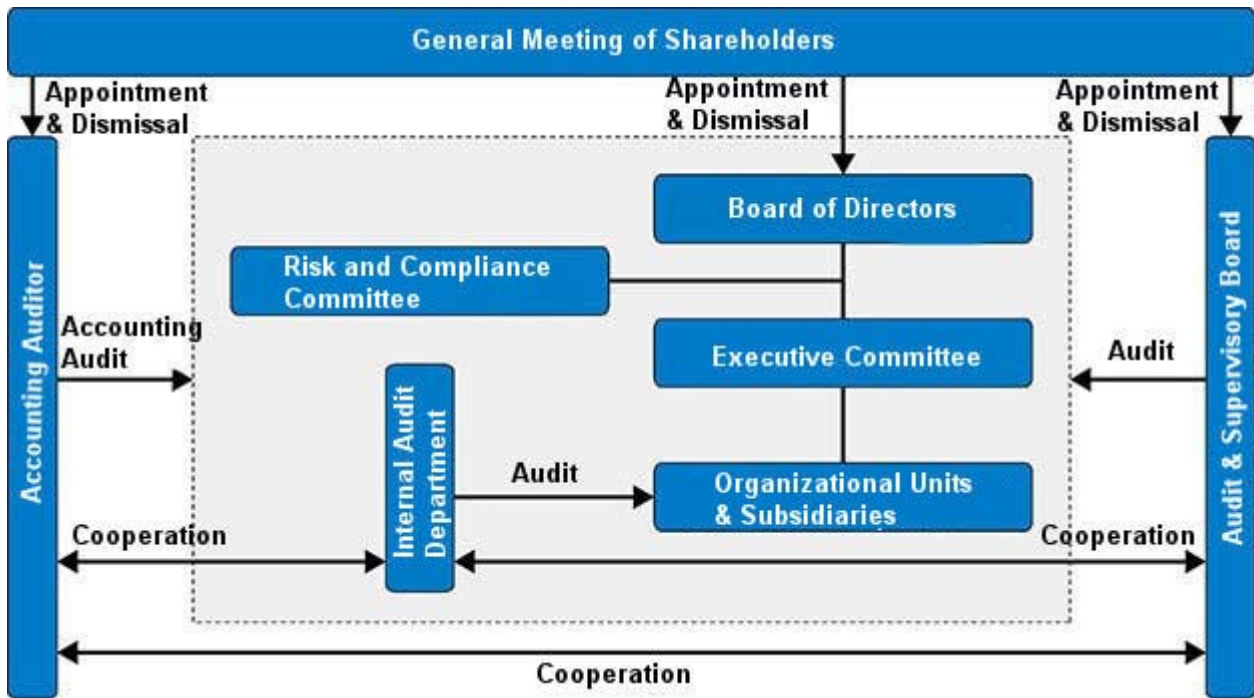 General Meeting of Shareholders
Appointment
& Dismissal
Appointment
& Dismissal
Appointment
& Dismissal
Board of Directors
Risk and Compliance
Committee
Accounting Auditor
Accounting
Audit
Executive Committee
Audit
Audit & Supervisory Board
Internal Audit
Department
Audit
Organizational Units
& Subsidiaries
Cooperation
Cooperation
Cooperation